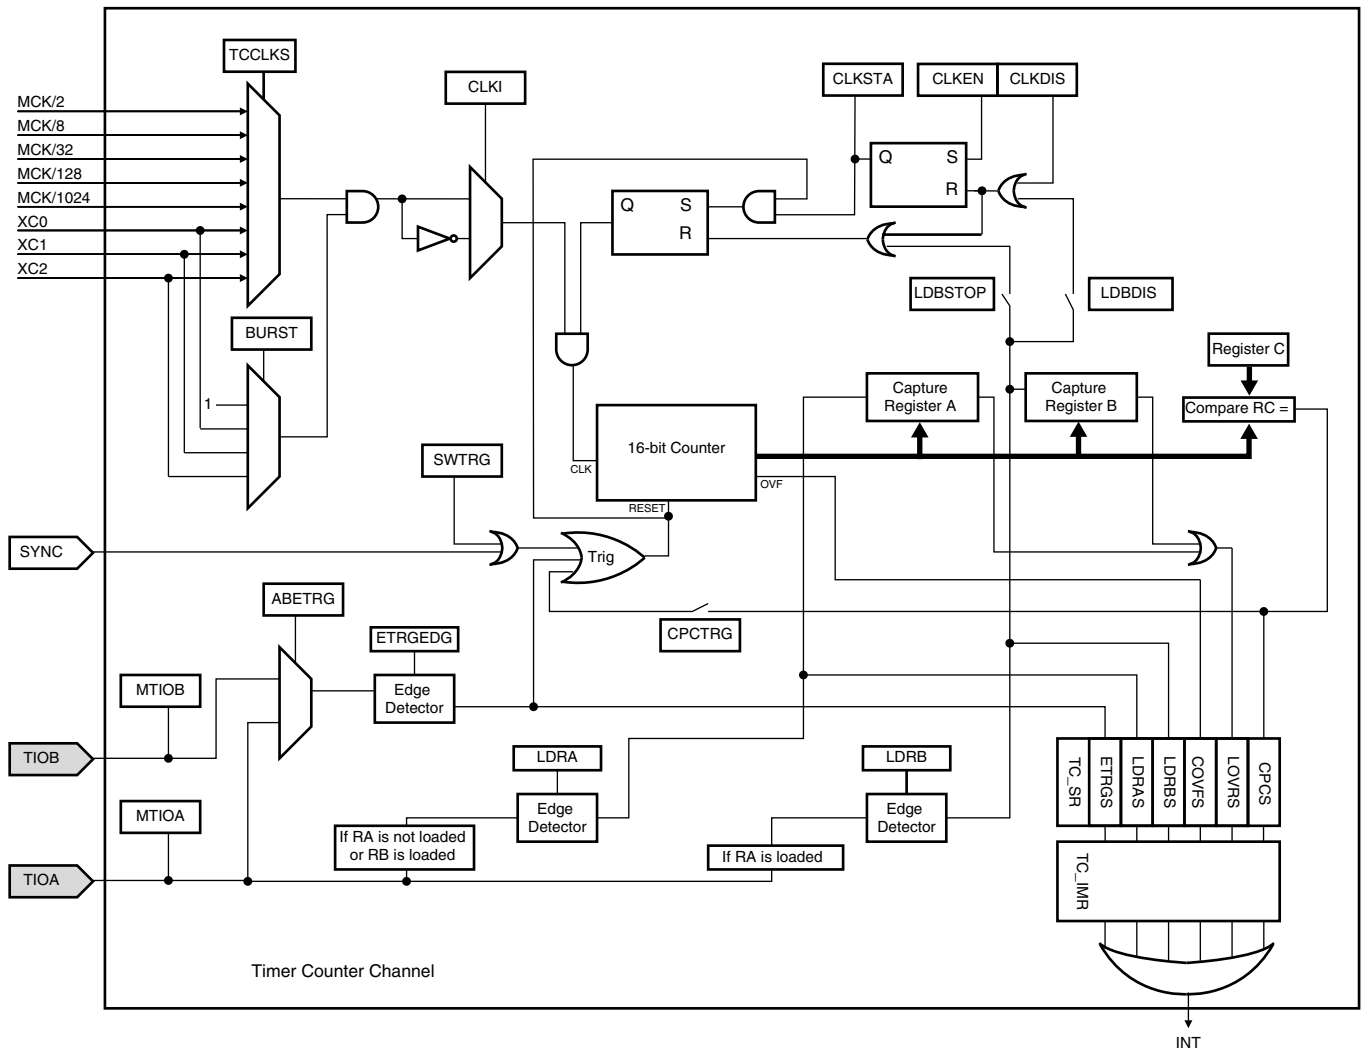 TCCLKS
CLKI
CLKSTA
CLKEN
CLKDIS
MCK/2
MCK/8
MCK/32
MCK/128
MCK/1024
XC0
XC1
XC2
Q
S
R
Q
S
R
LDBSTOP
LDBDIS
BURST
1
Register C
Capture
Register A
Capture
Register B
Compare RC =
16-bit Counter
CLK
OVF
RESET
SWTRG
SYNC
Trig
ABETRG
ETRGEDG
CPCTRG
MTIOB
Edge
Detector
TIOB
LDRA
LDRB
MTIOA
Edge
Detector
Edge
Detector
If RA is not loaded
or RB is loaded
If RA is loaded
TIOA
TC_SR
ETRGS
LDRAS
LDRBS
COVFS
LOVRS
CPCS
TC_IMR
Timer Counter Channel
INT